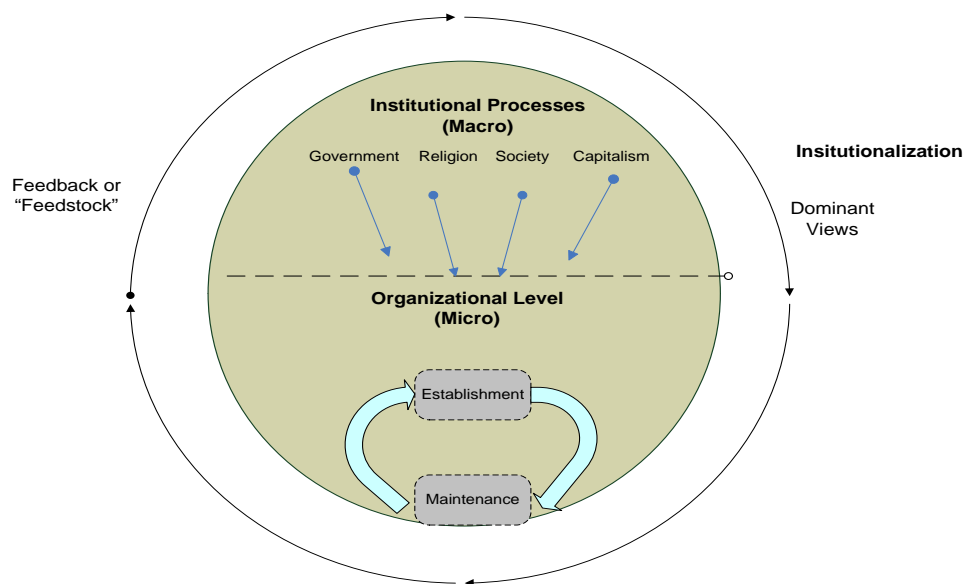 Institutional Processes
(Macro)
Government Religion Society Capitalism
Insitutionalization
Feedback or
“Feedstock”
Dominant
Views
Organizational Level
(Micro)
Establishment
Maintenance